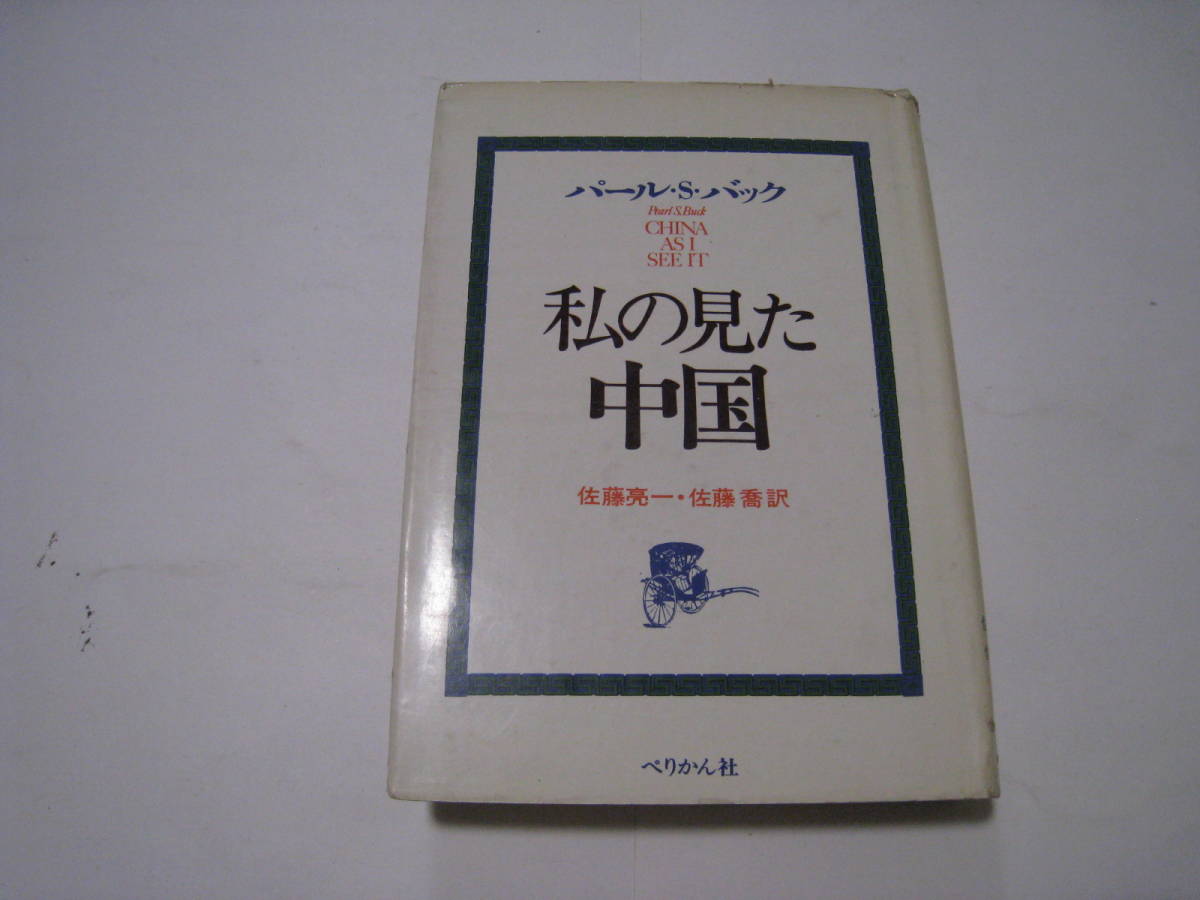 パール・S・バック
Pearl S. Buck
CHINA
AS I
SEE IT
私の見た
中国
佐藤亮一・佐藤喬訳
ぺりかん社